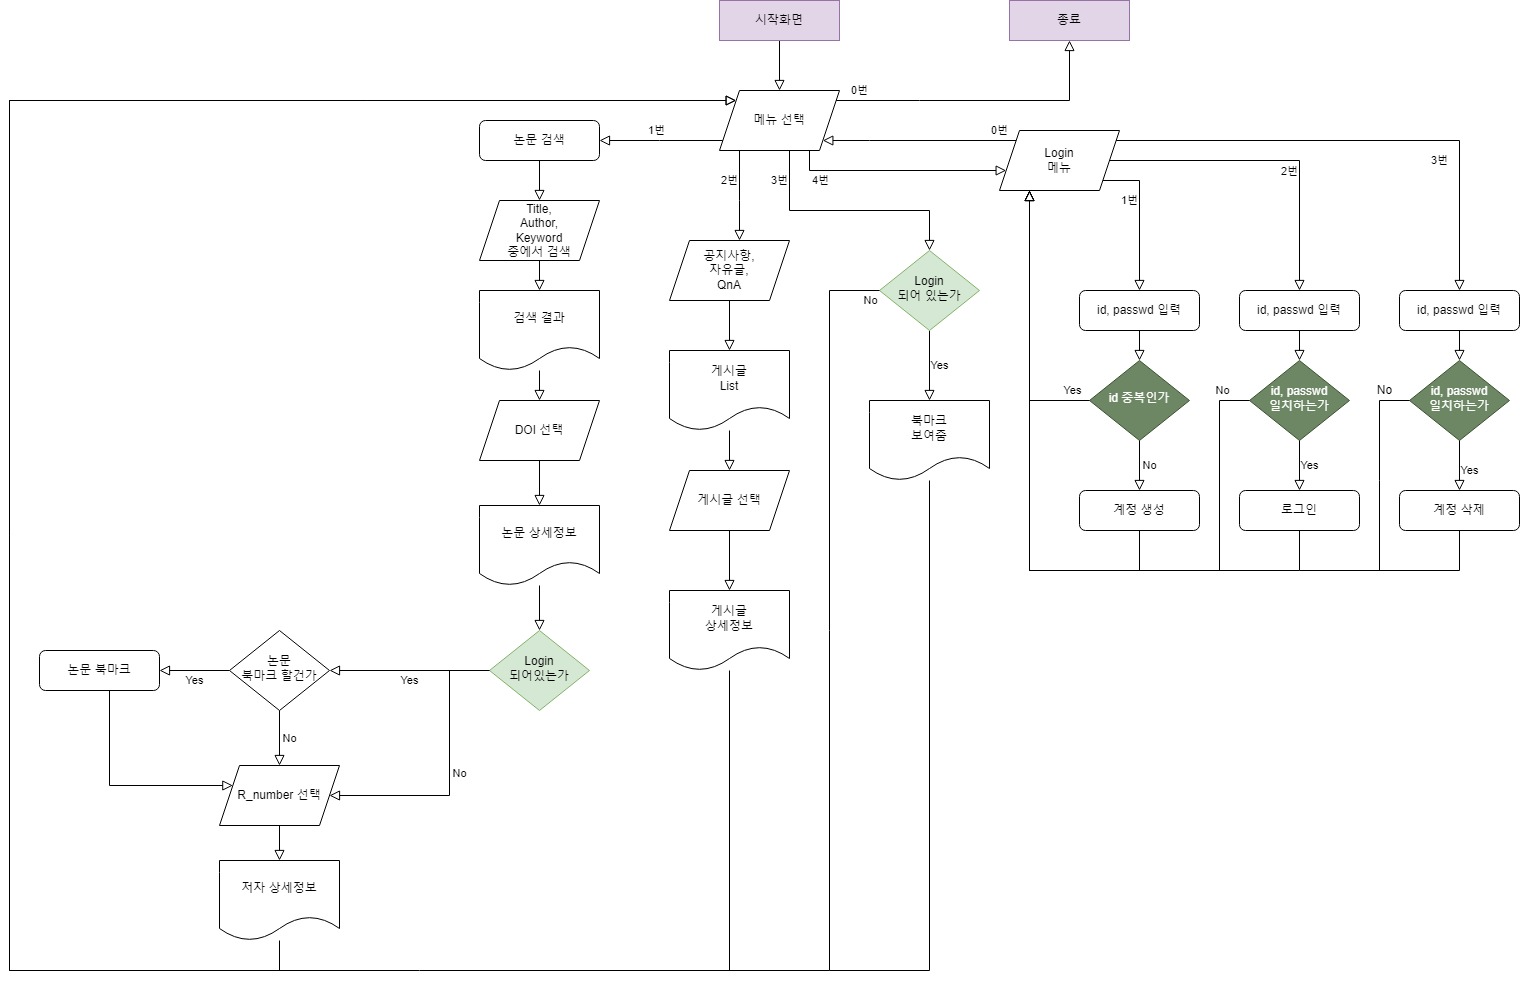 시작화면
종료
메뉴 선택
0번
1번
논문 검색
0번
Login
메뉴
3번
2번
1번
2번
3번
4번
Title,
Author,
Keyword
중에서 검색
공지사항,
자유글,
QnA
Login
되어 있는가
No
Yes
검색 결과
게시글
List
북마크
보여줌
id, passwd 입력
id, passwd 입력
id, passwd 입력
Yes
id 중복인가
No
id, passwd
일치하는가
No
id, passwd
일치하는가
No
Yes
Yes
계정 생성
로그인
계정 삭제
DOI 선택
게시글 선택
논문 상세정보
게시글
상세정보
논문 북마크
Yes
논문
북마크 할건가
Yes
Login
되어있는가
No
No
R_number 선택
저자 상세정보